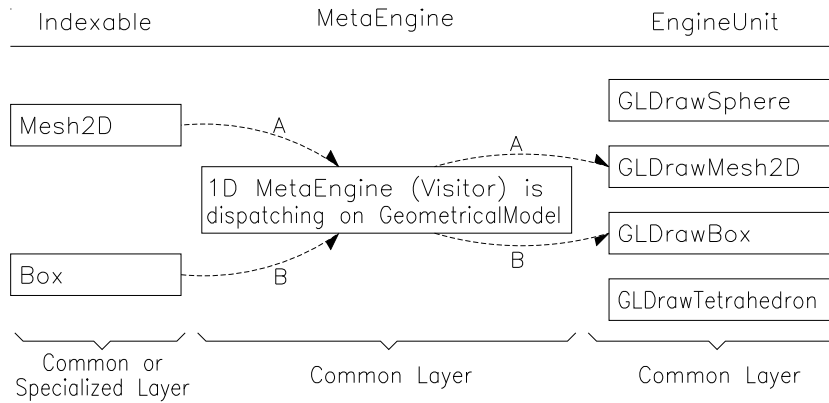 Indexable
MetaEngine
EngineUnit
GLDrawSphere
Mesh2D
A
A
GLDrawMesh2D
1D MetaEngine (Visitor) is
dispatching on GeometricalModel
GLDrawBox
B
B
Box
GLDrawTetrahedron
Common or
Specialized Layer
Common Layer
Common Layer